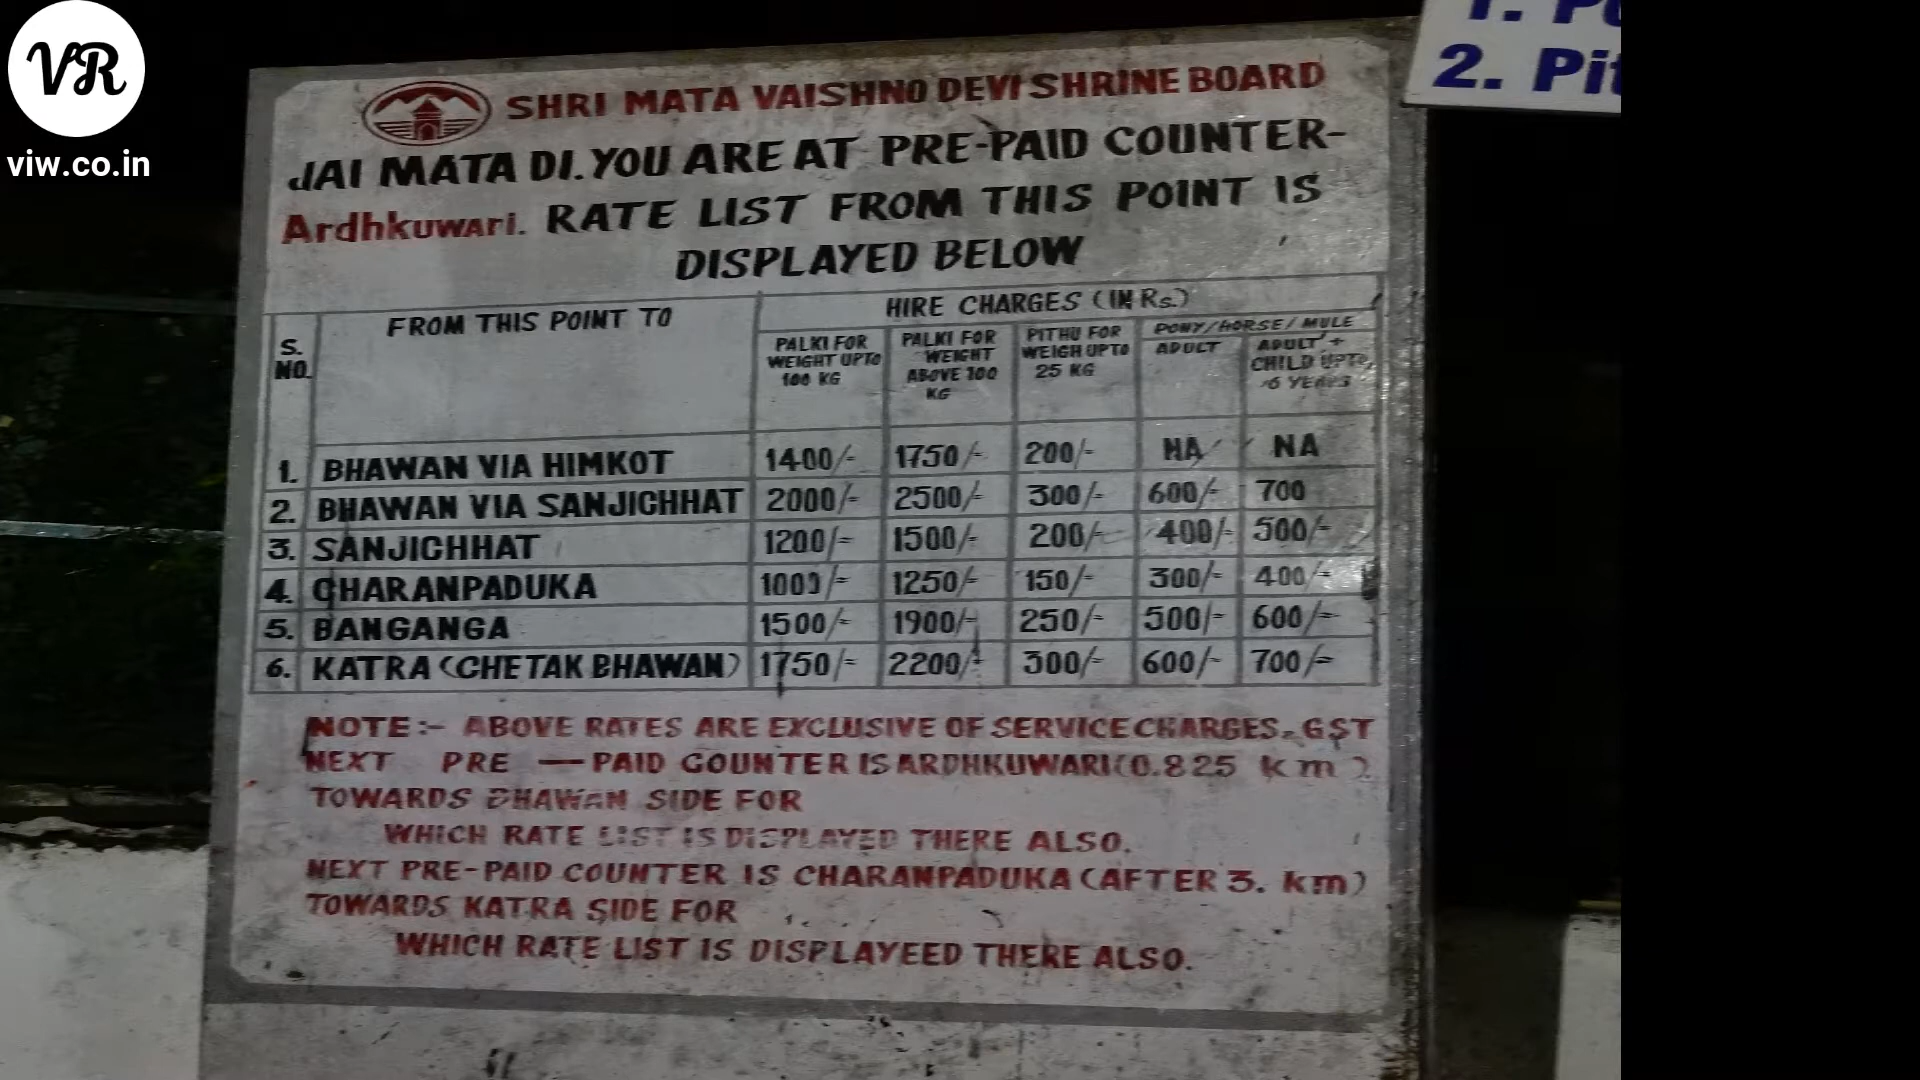 VR
viw.co.in
1. P
2. Pit
SHRI MATA VAISHNO DEVI SHRINE BOARD
JAI MATA DI. YOU ARE AT PRE-PAID COUNTER-
Ardhkuwari. RATE LIST FROM THIS POINT IS
DISPLAYED BELOW
S. NO. FROM THIS POINT TO HIRE CHARGES (IN Rs.)
PALKI FOR WEIGHT UPTO 100 KG PALKI FOR WEIGHT ABOVE 100 KG PITHU FOR WEIGH UPTO 25 KG PONY/HORSE/MULE
ADULT ADULT + CHILD UPTO 6 YEARS
1. BHAWAN VIA HIMKOT 1400/- 1750/- 200/- NA NA
2. BHAWAN VIA SANJICHHAT 2000/- 2500/- 300/- 600/- 700
3. SANJICHHAT 1200/= 1500/- 200/- 400/- 500/-
4. CHARANPADUKA 1000/= 1250/- 150/- 300/- 400/-
5. BANGANGA 1500/- 1900/- 250/- 500/- 600/=
6. KATRA (CHETAK BHAWAN) 1750/= 2200/- 300/- 600/- 700/=
NOTE:- ABOVE RATES ARE EXCLUSIVE OF SERVICE CHARGES, GST
NEXT PRE — PAID COUNTER IS ARDHKUWARI (0.825 km)
TOWARDS BHAWAN SIDE FOR
WHICH RATE LIST IS DISPLAYED THERE ALSO.
NEXT PRE-PAID COUNTER IS CHARANPADUKA (AFTER 3. km)
TOWARDS KATRA SIDE FOR
WHICH RATE LIST IS DISPLAYEED THERE ALSO.